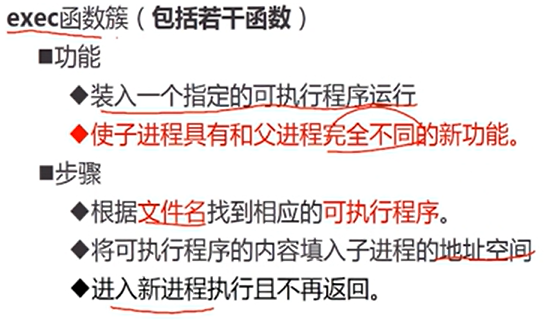 exec函数簇（包括若干函数）
■功能
◆装入一个指定的可执行程序运行
◆使子进程具有和父进程完全不同的新功能。
■步骤
◆根据文件名找到相应的可执行程序。
◆将可执行程序的内容填入子进程的地址空间
◆进入新进程执行且不再返回。